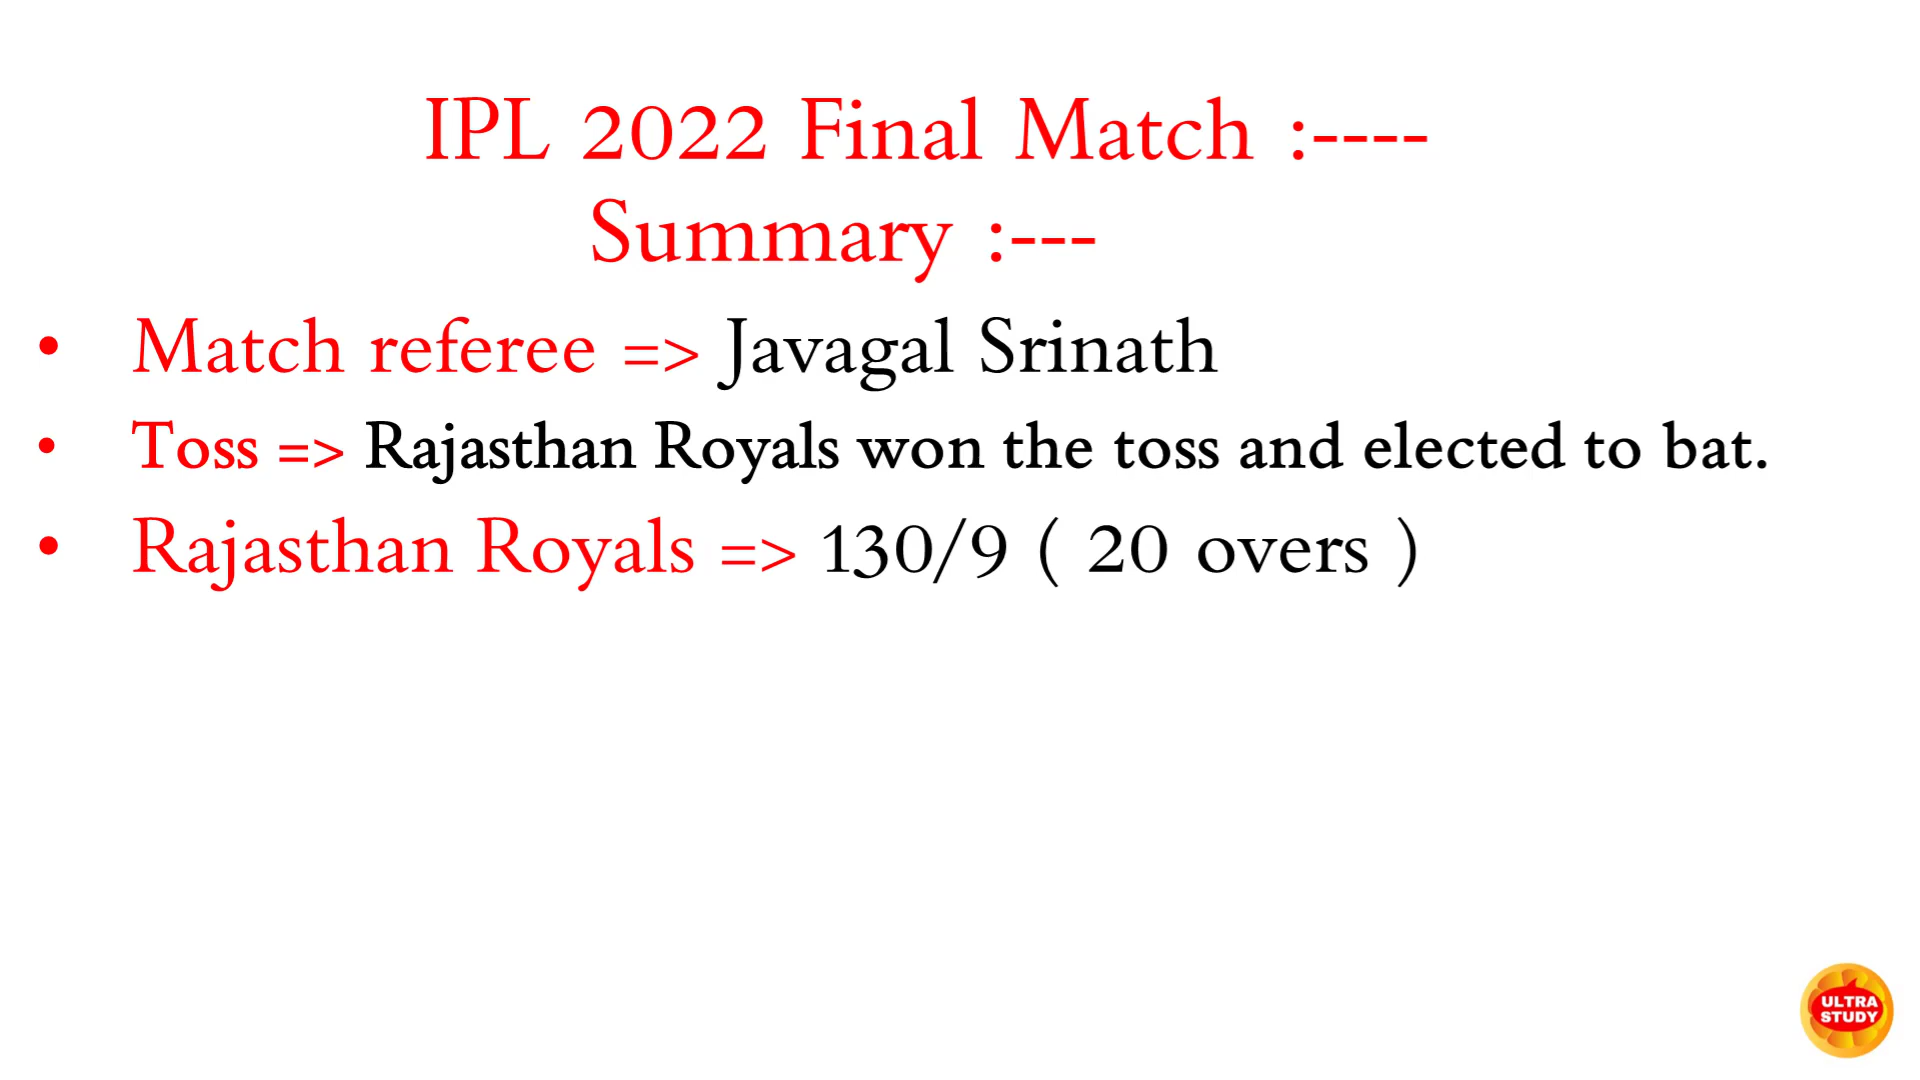 IPL 2022 Final Match :----
Summary :---
• Match referee => Javagal Srinath
• Toss => Rajasthan Royals won the toss and elected to bat.
• Rajasthan Royals => 130/9 ( 20 overs )
ULTRA
STUDY